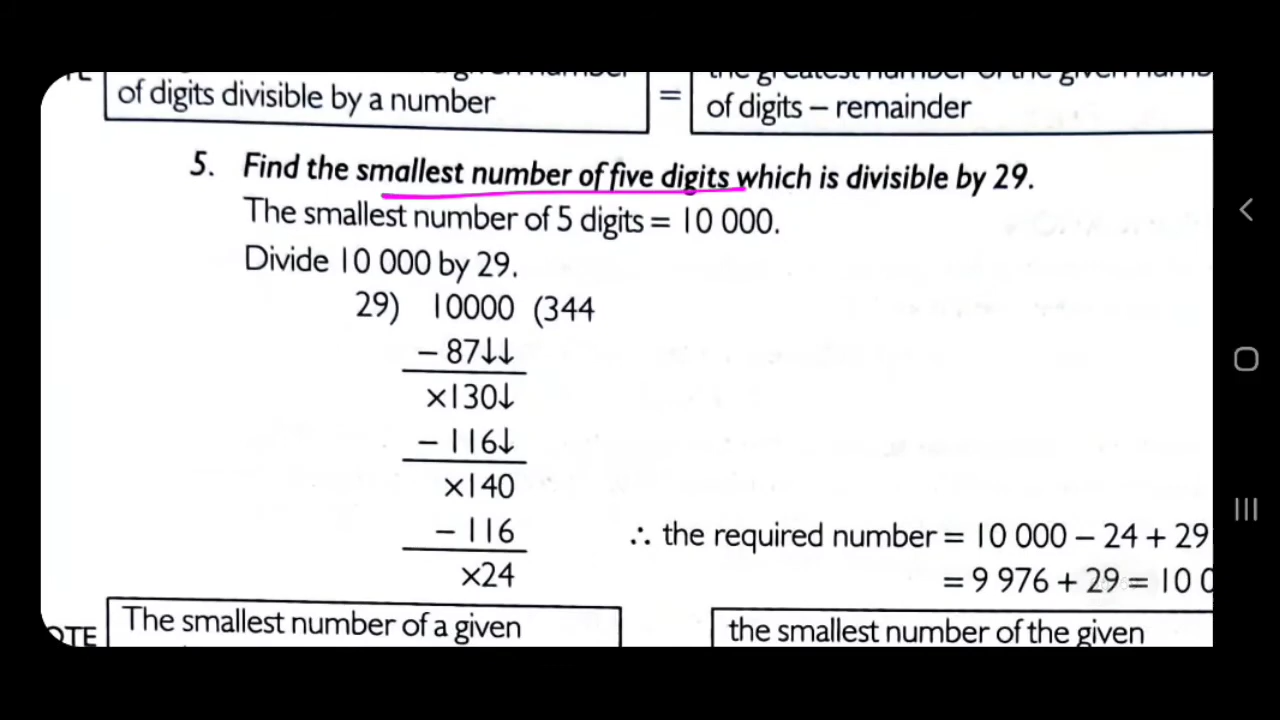 of digits divisible by a number
=
of digits – remainder
5. Find the smallest number of five digits which is divisible by 29.
The smallest number of 5 digits = 10 000.
Divide 10 000 by 29.
29) 10000 (344
– 87↓↓
×130↓
– 116↓
×140
– 116
×24
∴ the required number = 10 000 – 24 + 29
= 9 976 + 29 = 10 0
The smallest number of a given
the smallest number of the given